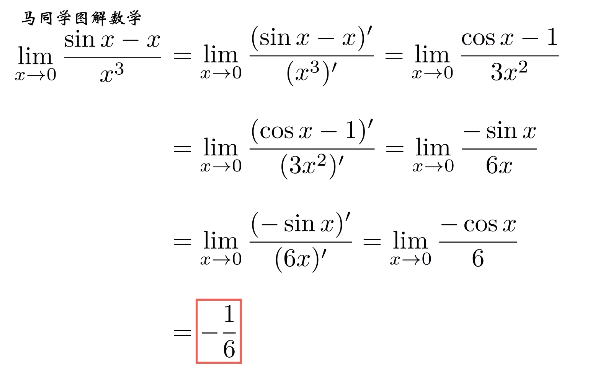 马同学图解数学
\lim_{x \to 0} \frac{\sin x - x}{x^3} = \lim_{x \to 0} \frac{(\sin x - x)'}{(x^3)'} = \lim_{x \to 0} \frac{\cos x - 1}{3x^2}
= \lim_{x \to 0} \frac{(\cos x - 1)'}{(3x^2)'} = \lim_{x \to 0} \frac{-\sin x}{6x}
= \lim_{x \to 0} \frac{(-\sin x)'}{(6x)'} = \lim_{x \to 0} \frac{-\cos x}{6}
= -\frac{1}{6}